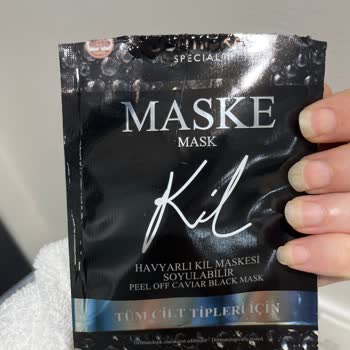 SPECIAL
MASKE
MASK
Kil
HAVYARLI KİL MASKESİ
SOYULABİLİR
PEEL OFF CAVIAR BLACK MASK
TÜM CİLT TİPLERİ İÇİN